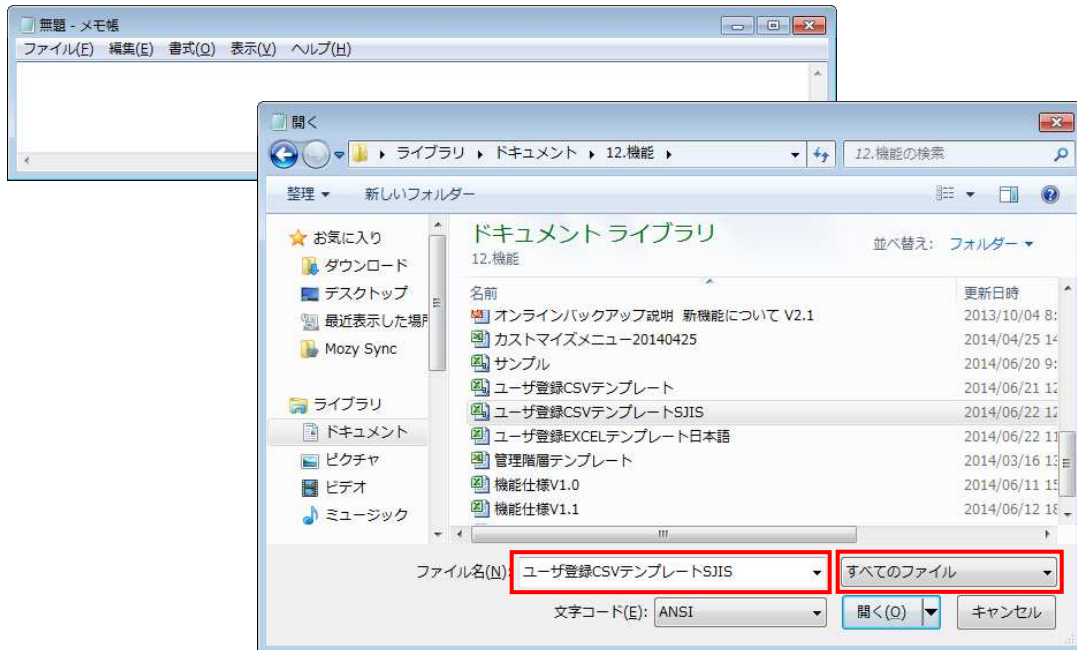 無題 - メモ帳
ファイル(F) 編集(E) 書式(O) 表示(V) ヘルプ(H)
開く
ライブラリ ドキュメント 12.機能 12.機能の検索
整理 新しいフォルダー
お気に入り
ダウンロード
デスクトップ
最近表示した場所
Mozy Sync
ライブラリ
ドキュメント
ピクチャ
ビデオ
ミュージック
ドキュメント ライブラリ
12.機能
並べ替え: フォルダー
名前 更新日時
オンラインバックアップ説明 新機能について V2.1 2013/10/04 8:
カストマイズメニュー20140425 2014/04/25 14
サンプル 2014/06/20 9:
ユーザ登録CSVテンプレート 2014/06/21 12
ユーザ登録CSVテンプレートSJIS 2014/06/22 12
ユーザ登録EXCELテンプレート日本語 2014/06/22 11
管理階層テンプレート 2014/03/16 13
機能仕様V1.0 2014/06/11 15
機能仕様V1.1 2014/06/12 18
ファイル名(N): ユーザ登録CSVテンプレートSJIS すべてのファイル
文字コード(E): ANSI 開く(O) キャンセル